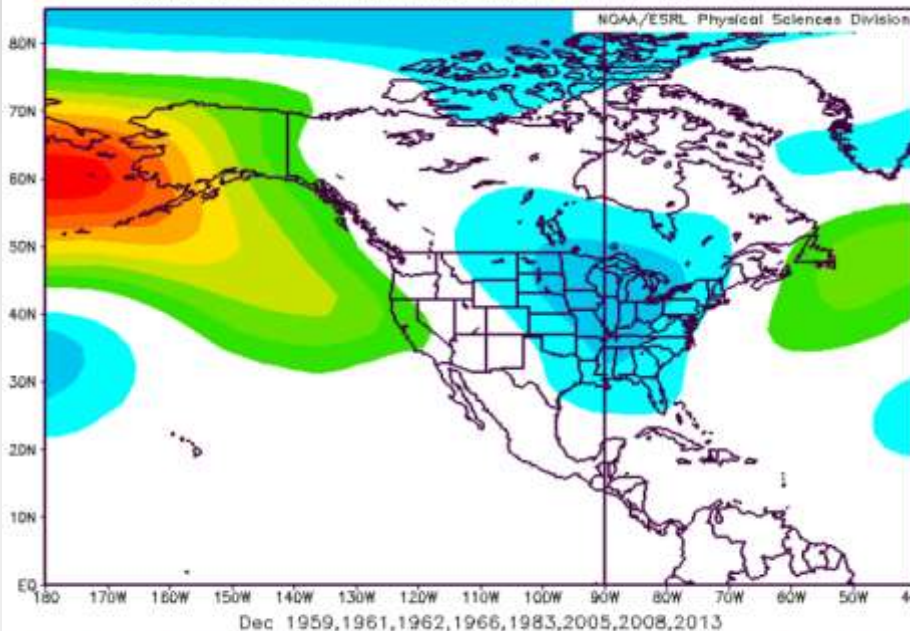 NOAA/ESRL Physical Sciences Division
80N
70N
60N
50N
40N
30N
20N
10N
EQ
180 170W 160W 150W 140W 130W 120W 110W 100W 90W 80W 70W 60W 50W 4
Dec 1959,1961,1962,1966,1983,2005,2008,2013